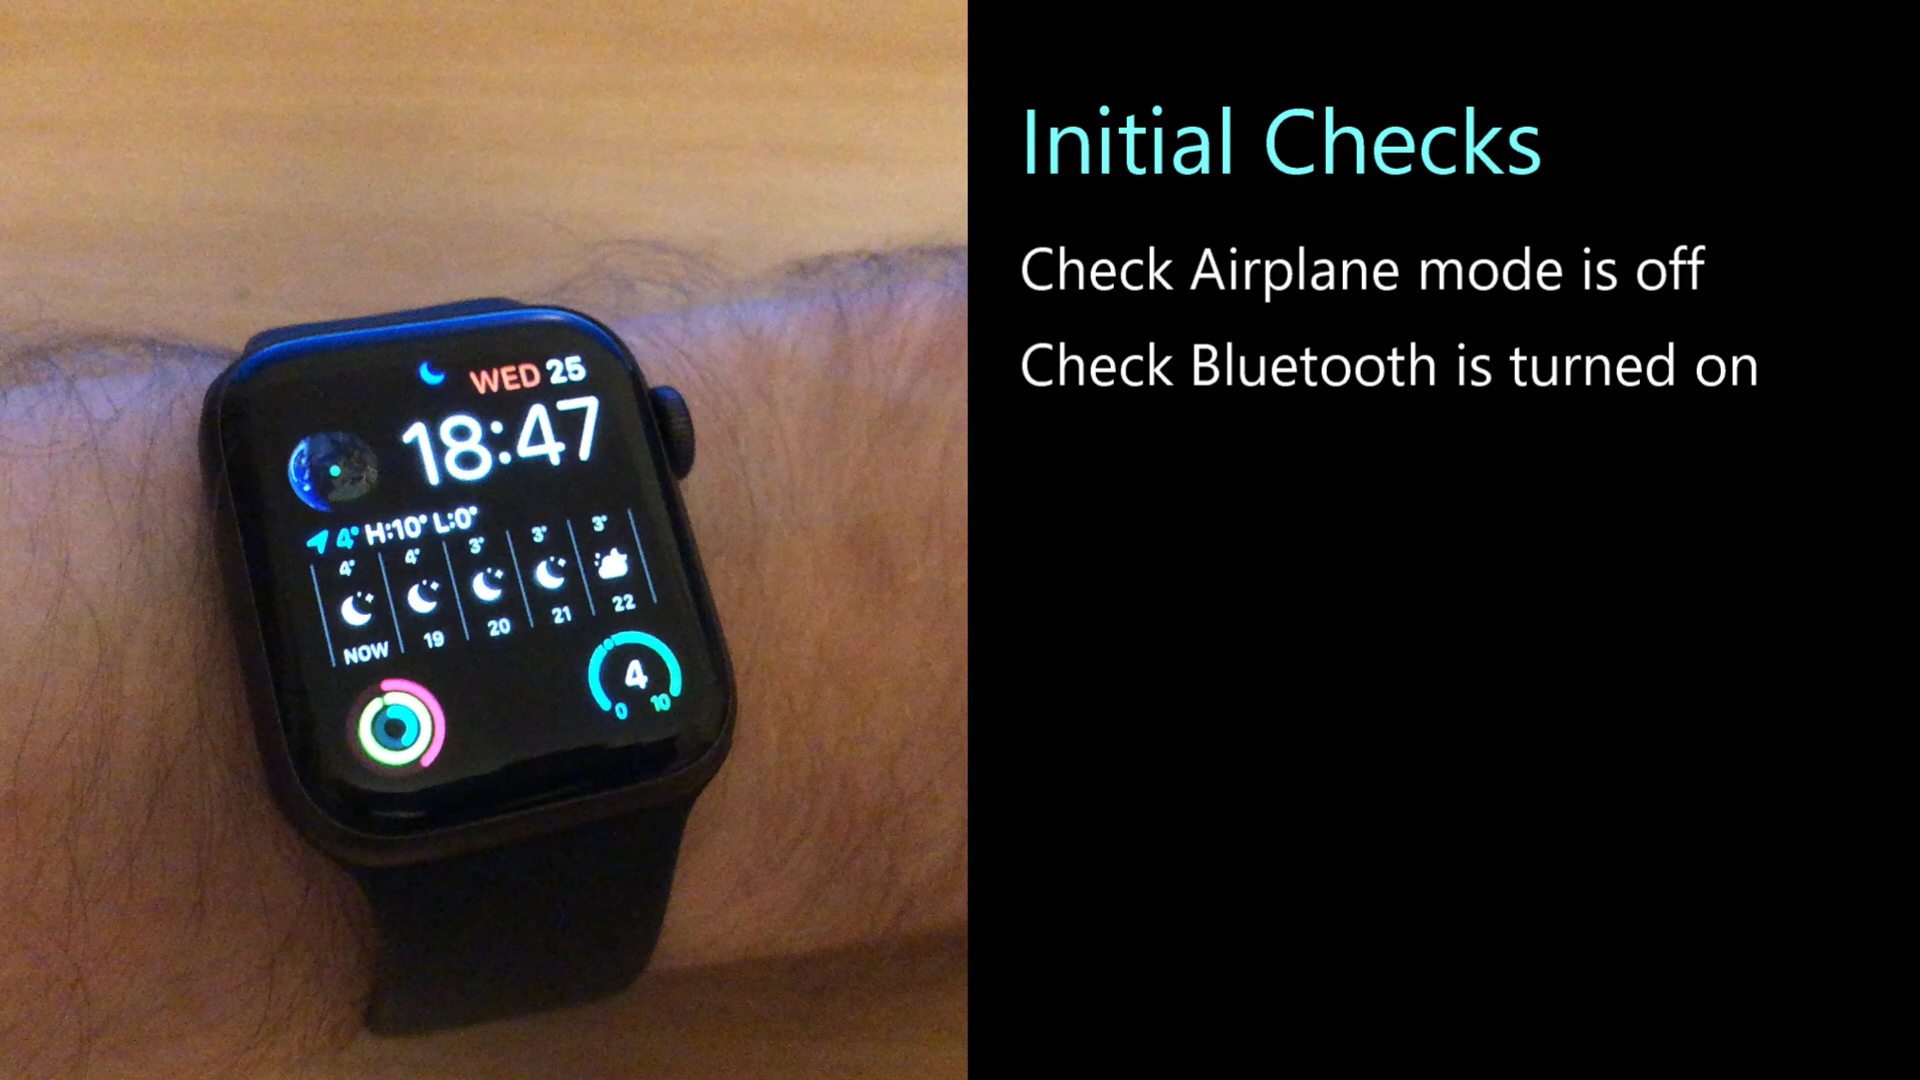 WED 25
18:47
4° H:10° L:0°
4° 4° 3° 3° 3°
NOW 19 20 21 22
4
0 10
Initial Checks
Check Airplane mode is off
Check Bluetooth is turned on